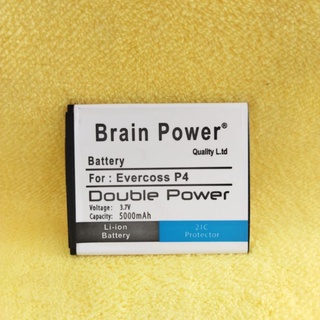 Brain Power®
Quality L.td
Battery
For : Evercoss P4
Double Power
Voltage : 3.7V
Capacity: 5000mAh
Li-ion
Battery
21C
Protector